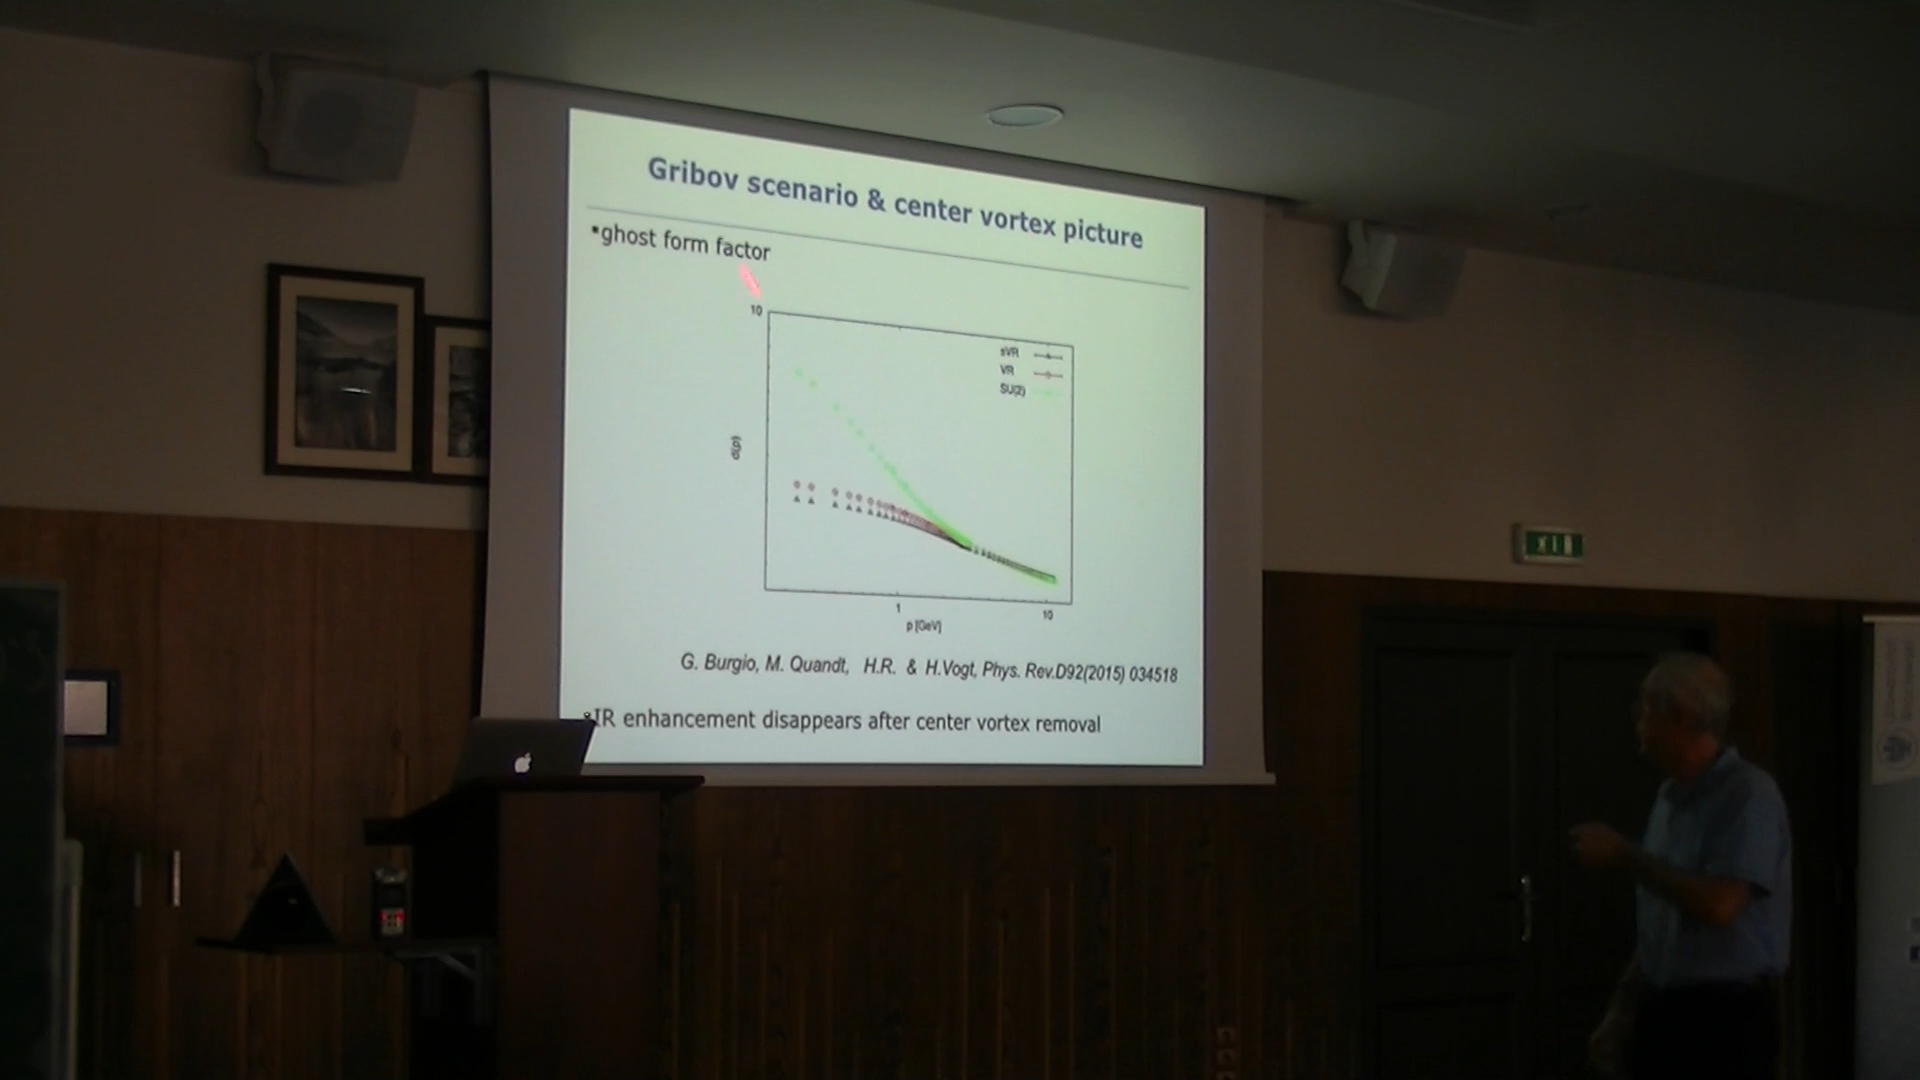 Gribov scenario & center vortex picture
▪ghost form factor
10
sVR
VR
SU(2)
d(p)
1
10
p [GeV]
G. Burgio, M. Quandt, H.R. & H.Vogt, Phys. Rev.D92(2015) 034518
▪IR enhancement disappears after center vortex removal